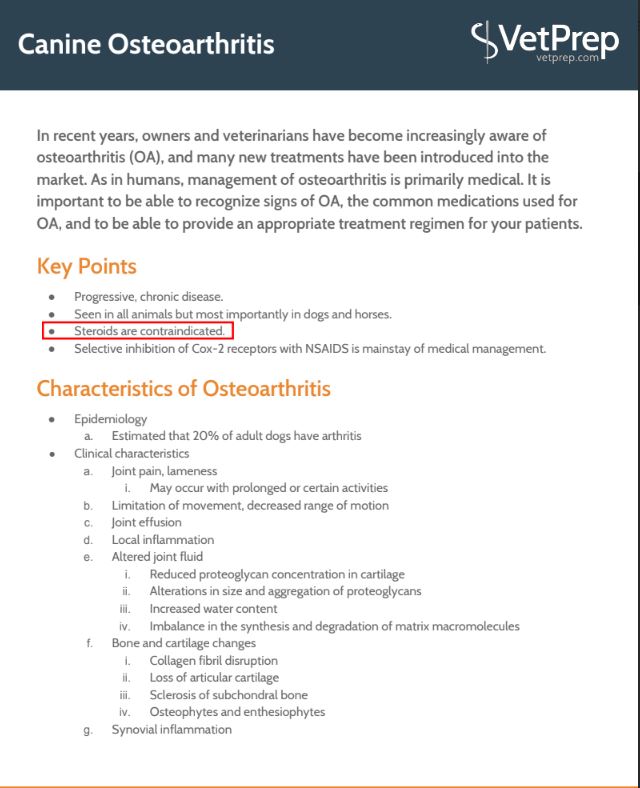 Canine Osteoarthritis
VetPrep
vetprep.com
In recent years, owners and veterinarians have become increasingly aware of
osteoarthritis (OA), and many new treatments have been introduced into the
market. As in humans, management of osteoarthritis is primarily medical. It is
important to be able to recognize signs of OA, the common medications used for
OA, and to be able to provide an appropriate treatment regimen for your patients.
Key Points
● Progressive, chronic disease.
● Seen in all animals but most importantly in dogs and horses.
● Steroids are contraindicated.
● Selective inhibition of Cox-2 receptors with NSAIDS is mainstay of medical management.
Characteristics of Osteoarthritis
● Epidemiology
a. Estimated that 20% of adult dogs have arthritis
● Clinical characteristics
a. Joint pain, lameness
i. May occur with prolonged or certain activities
b. Limitation of movement, decreased range of motion
c. Joint effusion
d. Local inflammation
e. Altered joint fluid
i. Reduced proteoglycan concentration in cartilage
ii. Alterations in size and aggregation of proteoglycans
iii. Increased water content
iv. Imbalance in the synthesis and degradation of matrix macromolecules
f. Bone and cartilage changes
i. Collagen fibril disruption
ii. Loss of articular cartilage
iii. Sclerosis of subchondral bone
iv. Osteophytes and enthesiophytes
g. Synovial inflammation